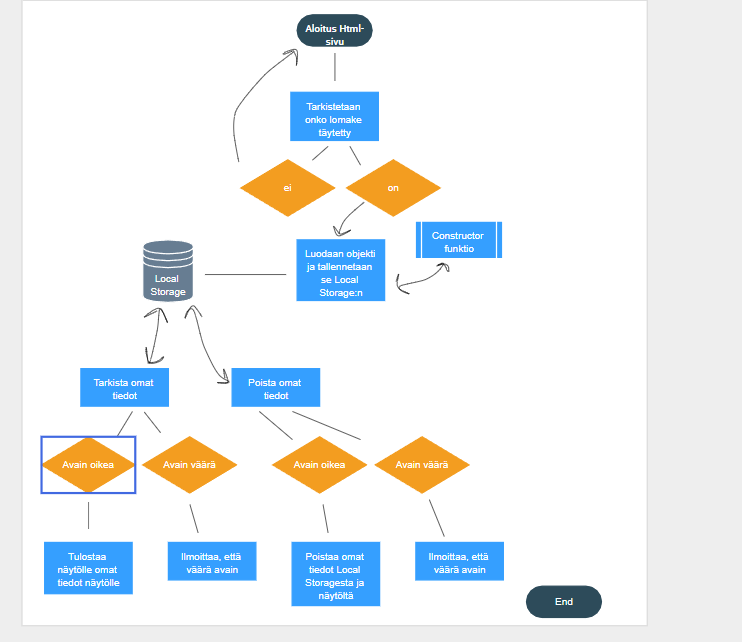 Aloitus Html-
sivu
Tarkistetaan
onko lomake
täytetty
ei
on
Constructor
funktio
Luodaan objekti
ja tallennetaan
se Local
Storage:n
Local
Storage
Tarkista omat
tiedot
Poista omat
tiedot
Avain oikea
Avain väärä
Avain oikea
Avain väärä
Tulostaa
näytölle omat
tiedot näytölle
Ilmoittaa, että
väärä avain
Poistaa omat
tiedot Local
Storagesta ja
näytöltä
Ilmoittaa, että
väärä avain
End